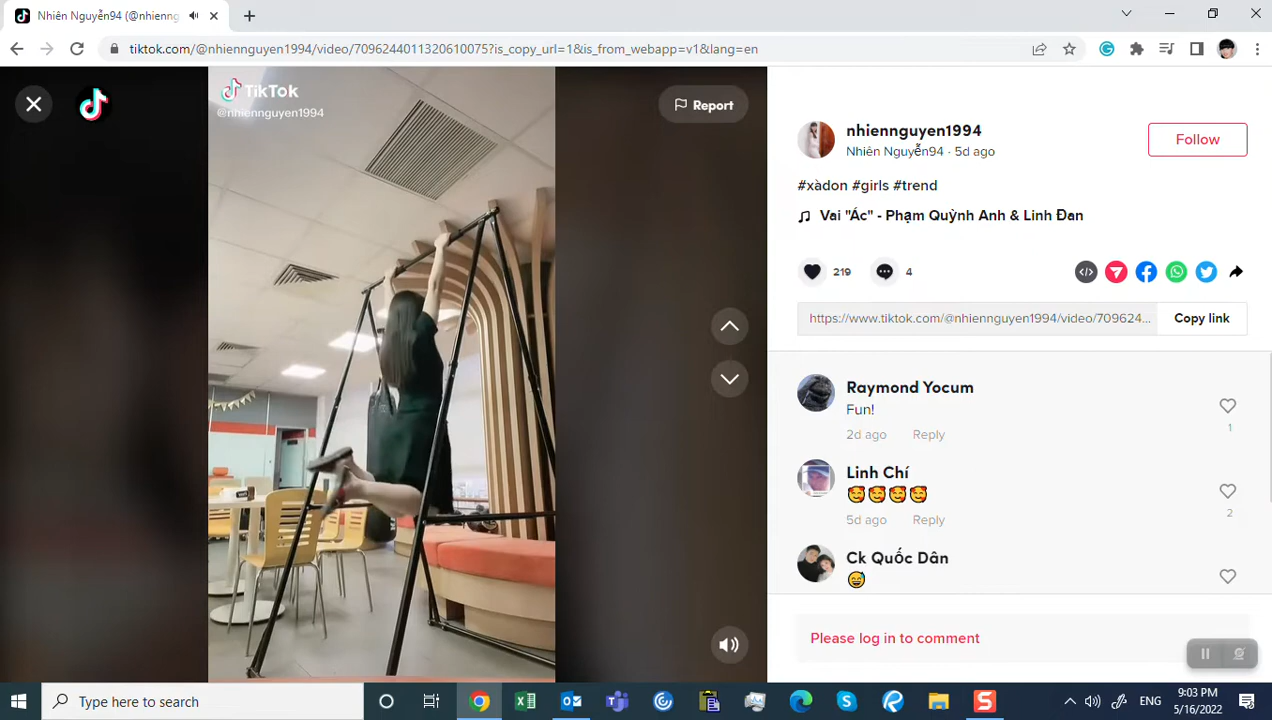 Nhiên Nguyễn94 (@nhienng
tiktok.com/@nhiennguyen1994/video/7096244011320610075?is_copy_url=1&is_from_webapp=v1&lang=en
TikTok
@nhiennguyen1994
Report
nhiennguyen1994
Nhiên Nguyễn94 · 5d ago
Follow
#xàdon #girls #trend
Vai "Ác" - Phạm Quỳnh Anh & Linh Đan
219
4
https://www.tiktok.com/@nhiennguyen1994/video/709624...
Copy link
Raymond Yocum
Fun!
2d ago Reply
1
Linh Chí
🥰🥰🥰🥰
5d ago Reply
2
Ck Quốc Dân
😅
Please log in to comment
Type here to search
ENG
9:03 PM
5/16/2022